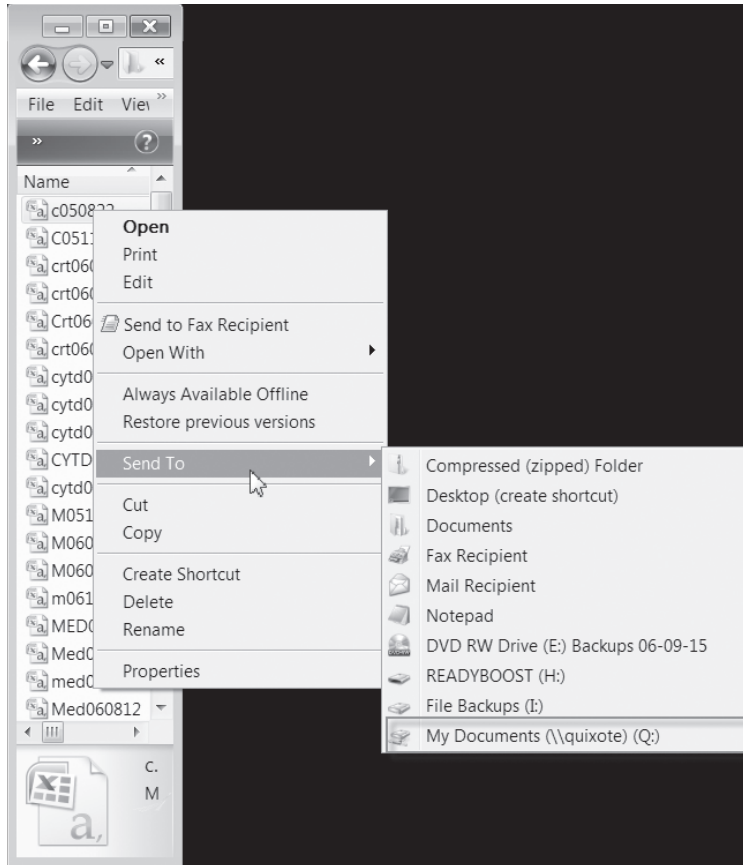 «
File Edit View »
» ?
Name
c050822
C051
crt060
crt060
Crt06
crt060
cytd0
cytd0
cytd0
CYTD
cytd0
M051
M060
M060
m061
MED0
Med0
med0
Med060812
Open
Print
Edit
Send to Fax Recipient
Open With
Always Available Offline
Restore previous versions
Send To
Cut
Copy
Create Shortcut
Delete
Rename
Properties
Compressed (zipped) Folder
Desktop (create shortcut)
Documents
Fax Recipient
Mail Recipient
Notepad
DVD RW Drive (E:) Backups 06-09-15
READYBOOST (H:)
File Backups (I:)
My Documents (\\quixote) (Q:)
C.
M
a,